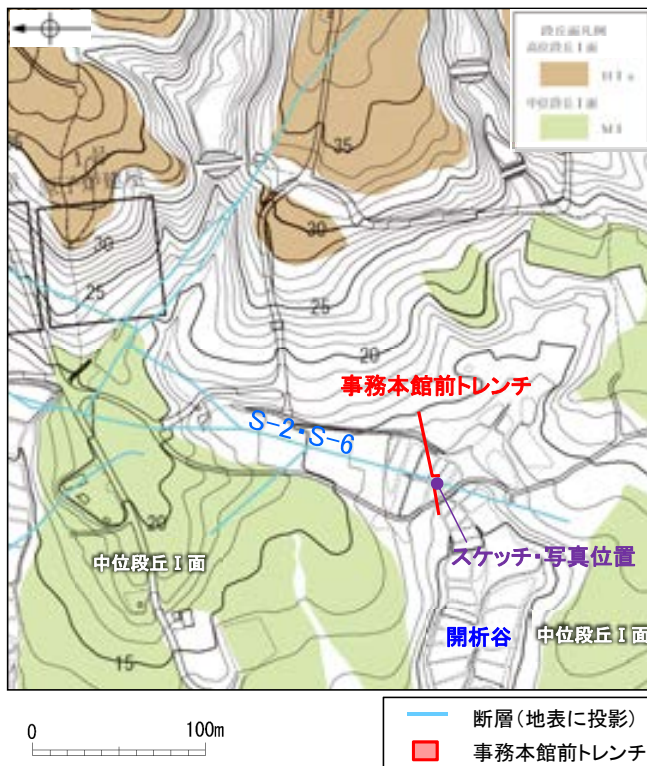 段丘面凡例
高位段丘Ⅰ面
HⅠa
中位段丘Ⅰ面
MⅠ
35
30
30
25
25
20
事務本館前トレンチ
S-2・S-6
スケッチ・写真位置
20
中位段丘Ⅰ面
開析谷
中位段丘Ⅰ面
15
0
100m
断層(地表に投影)
事務本館前トレンチ